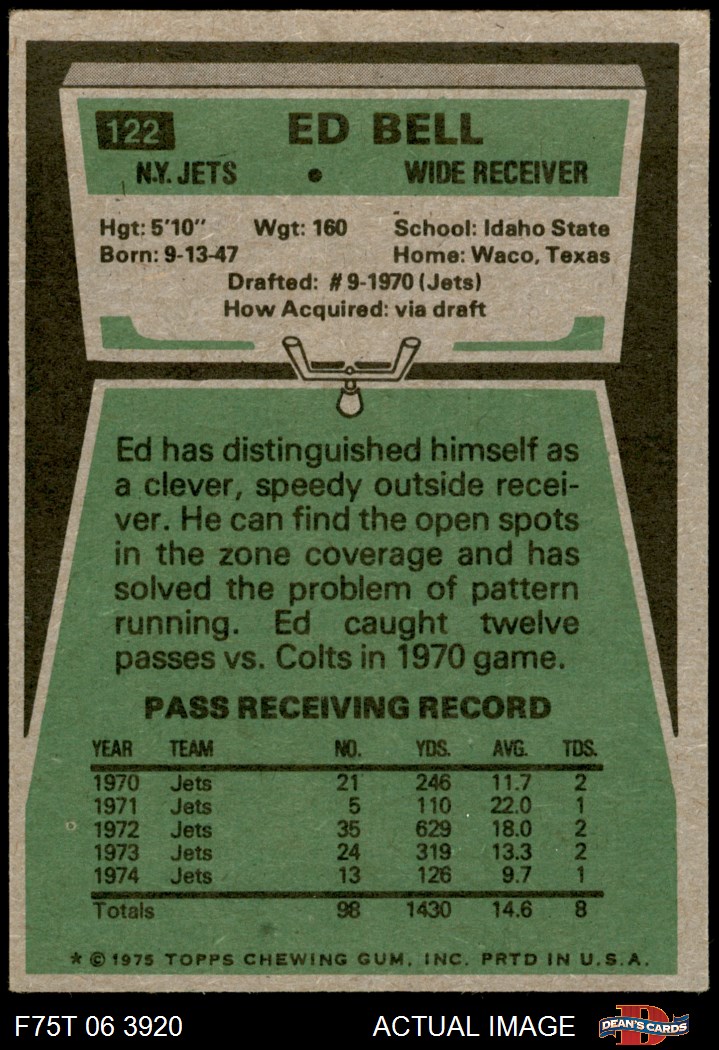 122
ED BELL
N.Y. JETS • WIDE RECEIVER
Hgt: 5'10" Wgt: 160 School: Idaho State
Born: 9-13-47 Home: Waco, Texas
Drafted: #9-1970 (Jets)
How Acquired: via draft
Ed has distinguished himself as
a clever, speedy outside recei-
ver. He can find the open spots
in the zone coverage and has
solved the problem of pattern
running. Ed caught twelve
passes vs. Colts in 1970 game.
PASS RECEIVING RECORD
YEAR TEAM NO. YDS. AVG. TDS.
1970 Jets 21 246 11.7 2
1971 Jets 5 110 22.0 1
1972 Jets 35 629 18.0 2
1973 Jets 24 319 13.3 2
1974 Jets 13 126 9.7 1
Totals 98 1430 14.6 8
* © 1975 TOPPS CHEWING GUM, INC. PRTD IN U.S.A.
F75T 06 3920 ACTUAL IMAGE D DEAN'S CARDS